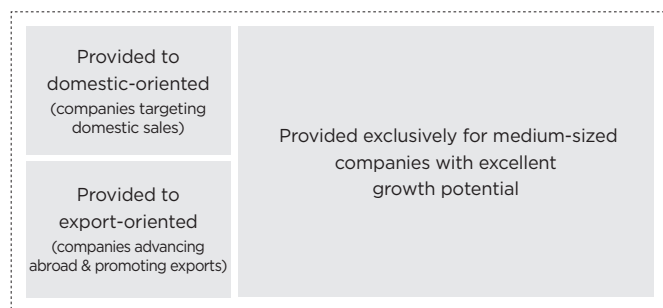 Provided to
domestic-oriented
(companies targeting
domestic sales)
Provided to
export-oriented
(companies advancing
abroad & promoting exports)
Provided exclusively for medium-sized
companies with excellent
growth potential